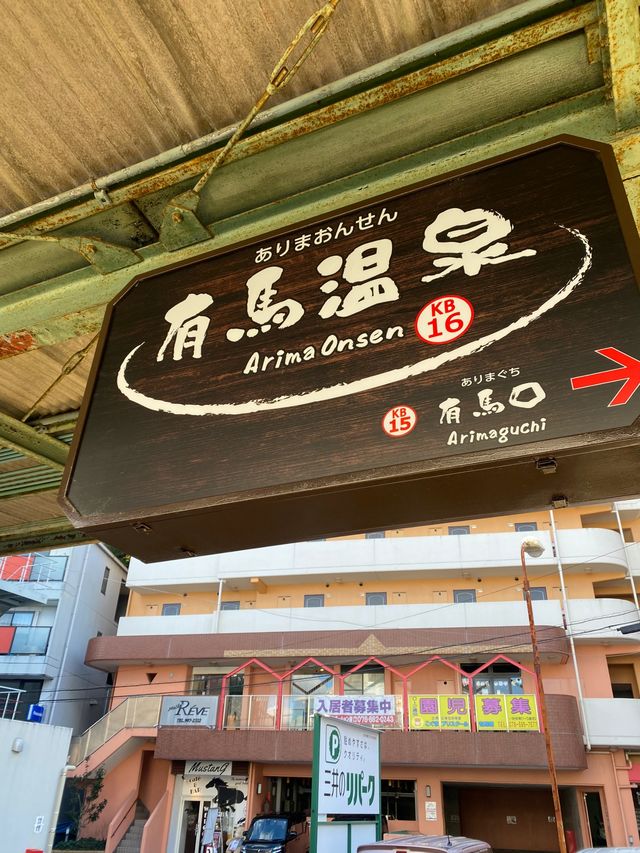 ありまおんせん
有馬温泉
Arima Onsen
KB
16
KB
15
ありまぐち
有馬口
Arimaguchi
RÊVE
入居者募集中
園児募集
MUSTANG
P
三井のリパーク